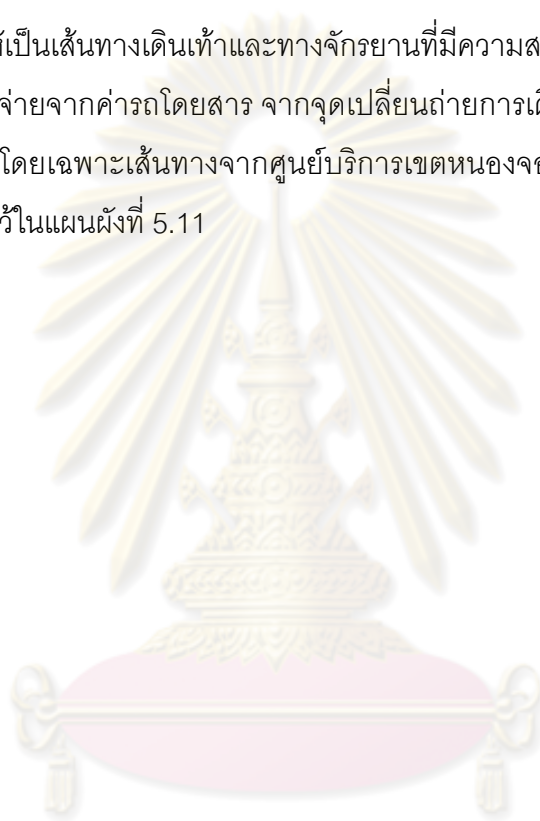 เป็นเส้นทางเดินเท้าและทางจักรยานที่มีความส
จ่ายจากค่ารถโดยสาร จากจุดเปลี่ยนถ่ายการเดิ
โดยเฉพาะเส้นทางจากศูนย์บริการเขตหนองจอ
ว้ในแผนผังที่ 5.11